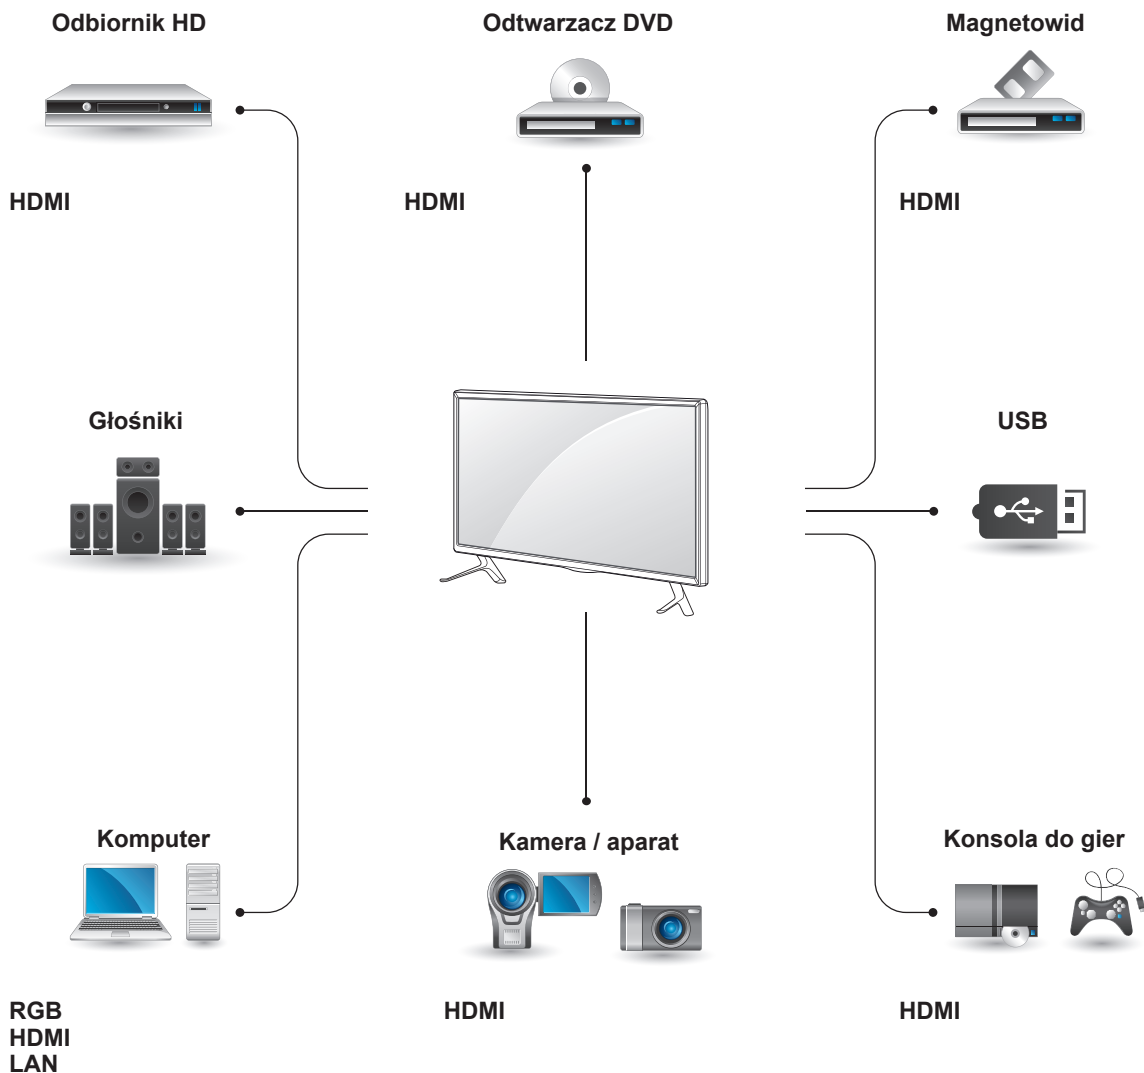 Odbiornik HD
Odtwarzacz DVD
Magnetowid
HDMI
HDMI
HDMI
Głośniki
USB
Komputer
Kamera / aparat
Konsola do gier
RGB
HDMI
LAN
HDMI
HDMI